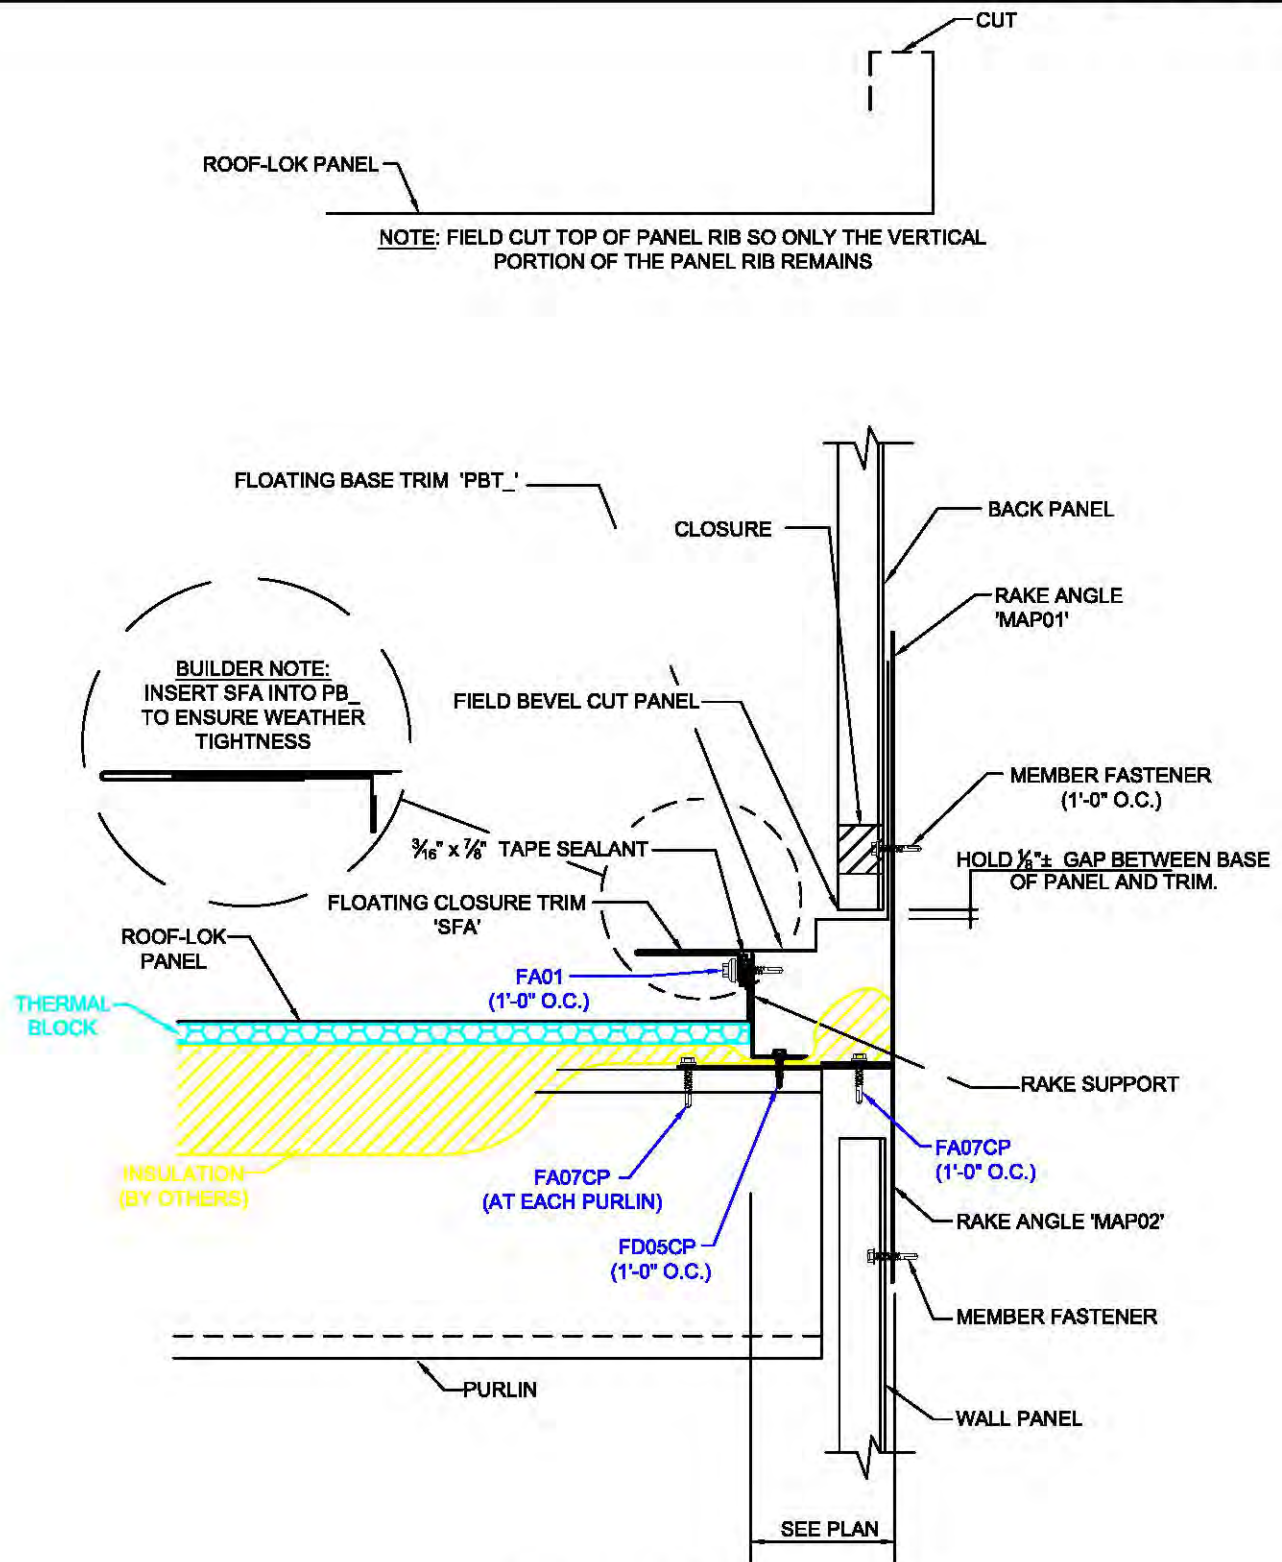 CUT
ROOF-LOK PANEL
NOTE: FIELD CUT TOP OF PANEL RIB SO ONLY THE VERTICAL
PORTION OF THE PANEL RIB REMAINS
FLOATING BASE TRIM 'PBT_'
CLOSURE
BACK PANEL
RAKE ANGLE
'MAP01'
BUILDER NOTE:
INSERT SFA INTO PB_
TO ENSURE WEATHER
TIGHTNESS
FIELD BEVEL CUT PANEL
MEMBER FASTENER
(1'-0" O.C.)
3/16" x 7/8" TAPE SEALANT
HOLD 1/8"± GAP BETWEEN BASE
OF PANEL AND TRIM.
FLOATING CLOSURE TRIM
'SFA'
ROOF-LOK
PANEL
FA01
(1'-0" O.C.)
THERMAL
BLOCK
RAKE SUPPORT
INSULATION
(BY OTHERS)
FA07CP
(AT EACH PURLIN)
FA07CP
(1'-0" O.C.)
RAKE ANGLE 'MAP02'
FD05CP
(1'-0" O.C.)
MEMBER FASTENER
PURLIN
WALL PANEL
SEE PLAN